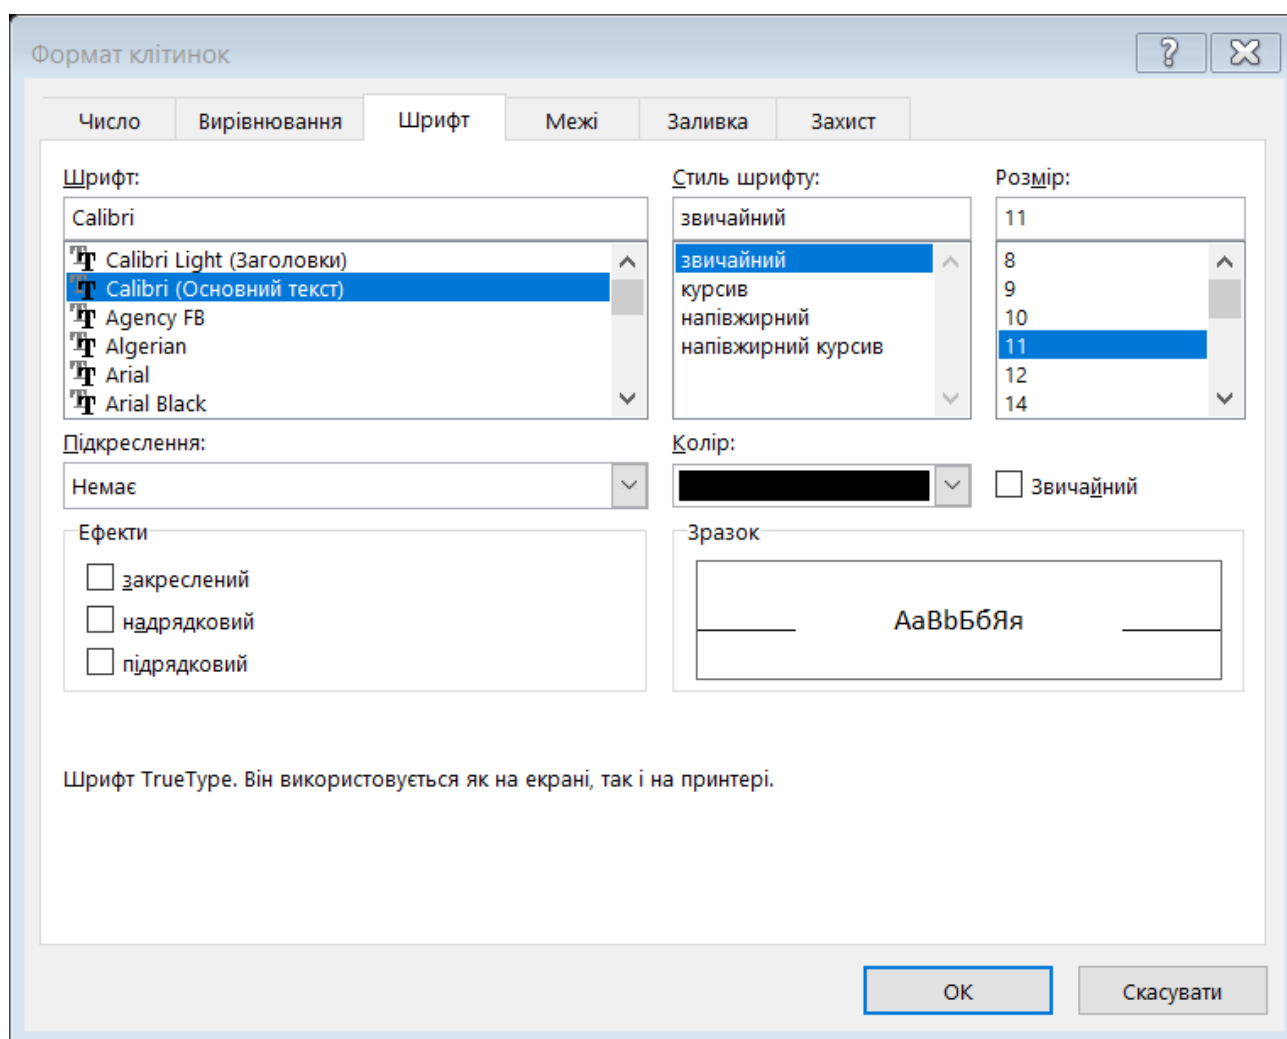 Формат клітинок
Число Вирівнювання Шрифт Межі Заливка Захист
Шрифт: Стиль шрифту: Розмір:
Calibri звичайний 11
Calibri Light (Заголовки) звичайний 8
Calibri (Основний текст) курсив 9
Agency FB напівжирний 10
Algerian напівжирний курсив 11
Arial 12
Arial Black 14
Підкреслення: Колір:
Немає Звичайний
Ефекти Зразок
закреслений
надрядковий АаBbБбЯя
підрядковий
Шрифт TrueType. Він використовується як на екрані, так і на принтері.
ОК Скасувати